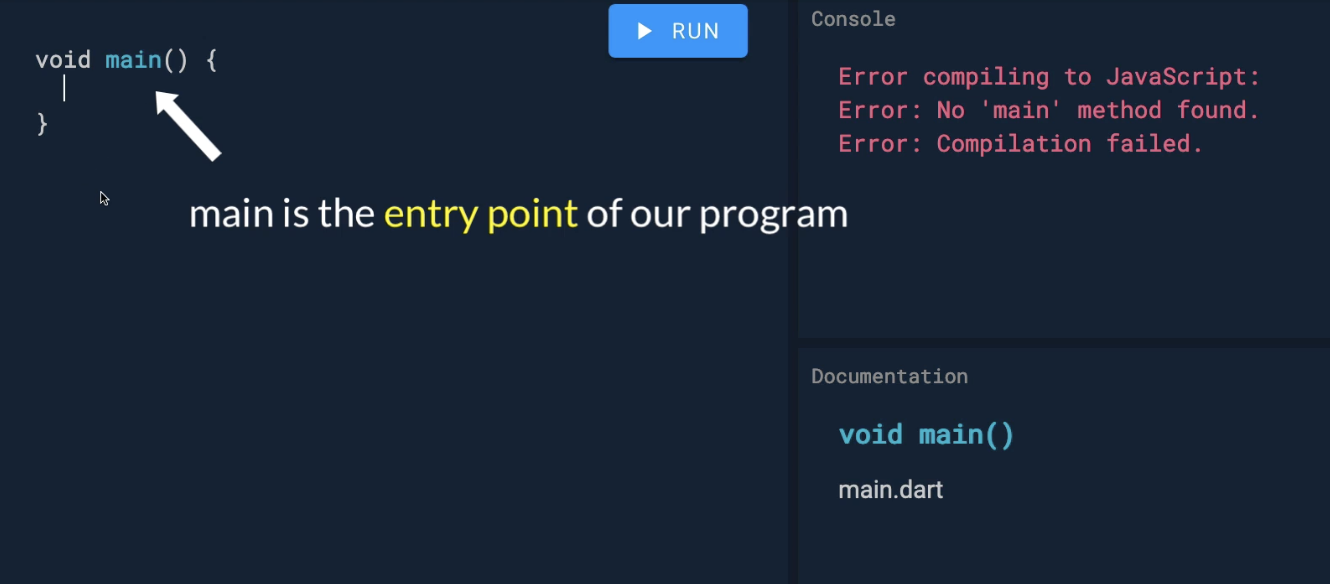 void main() {
}
RUN
main is the entry point of our program
Console
Error compiling to JavaScript:
Error: No 'main' method found.
Error: Compilation failed.
Documentation
void main()
main.dart